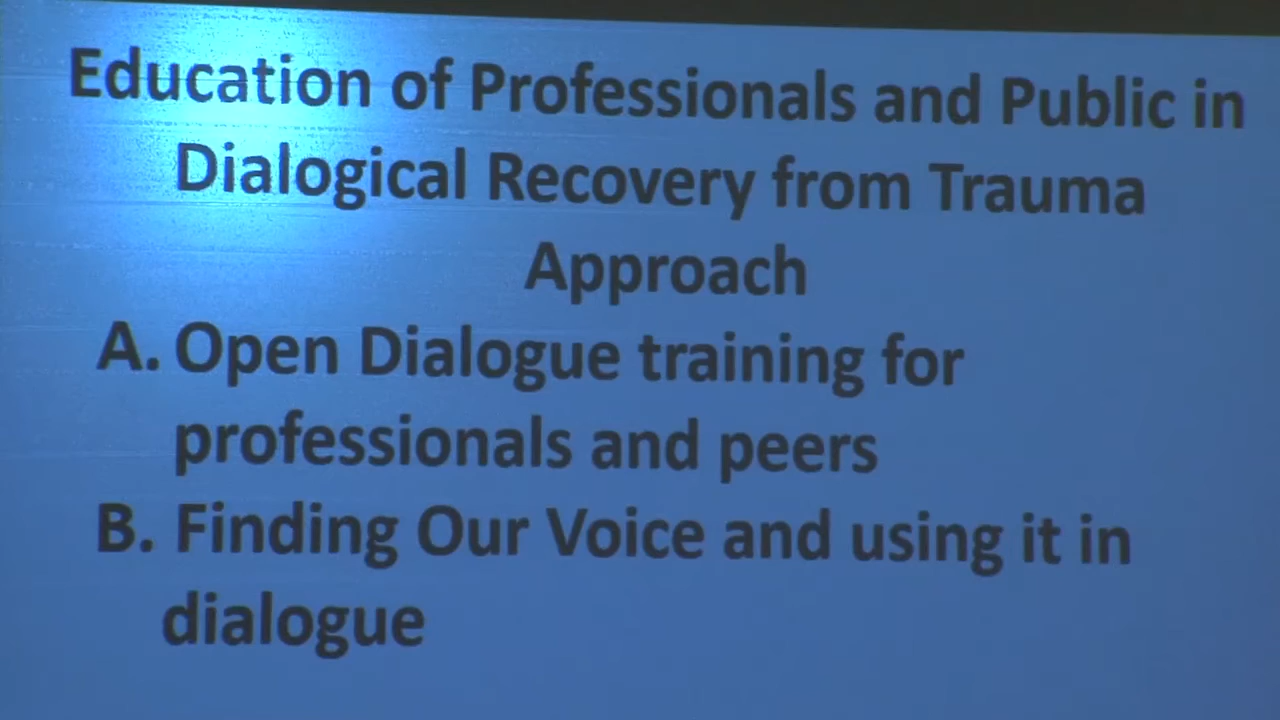 Education of Professionals and Public in
Dialogical Recovery from Trauma
Approach
A. Open Dialogue training for
professionals and peers
B. Finding Our Voice and using it in
dialogue